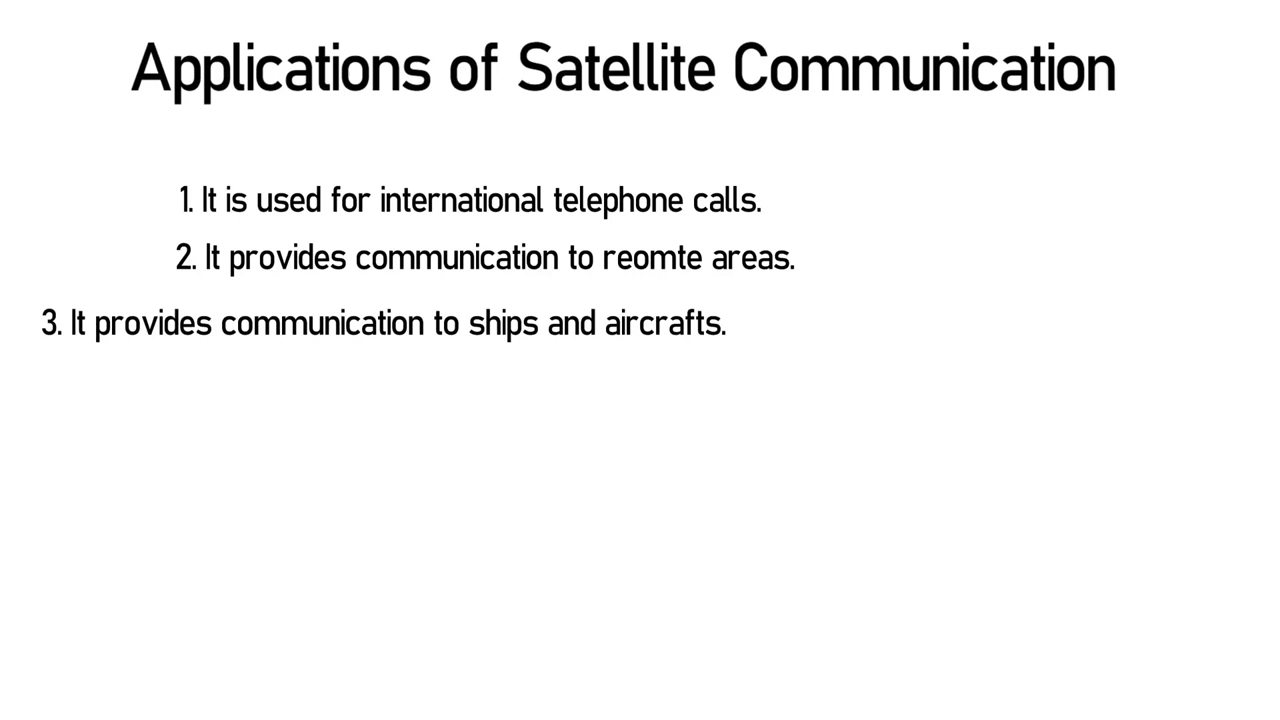 Applications of Satellite Communication
1. It is used for international telephone calls.
2. It provides communication to reomte areas.
3. It provides communication to ships and aircrafts.